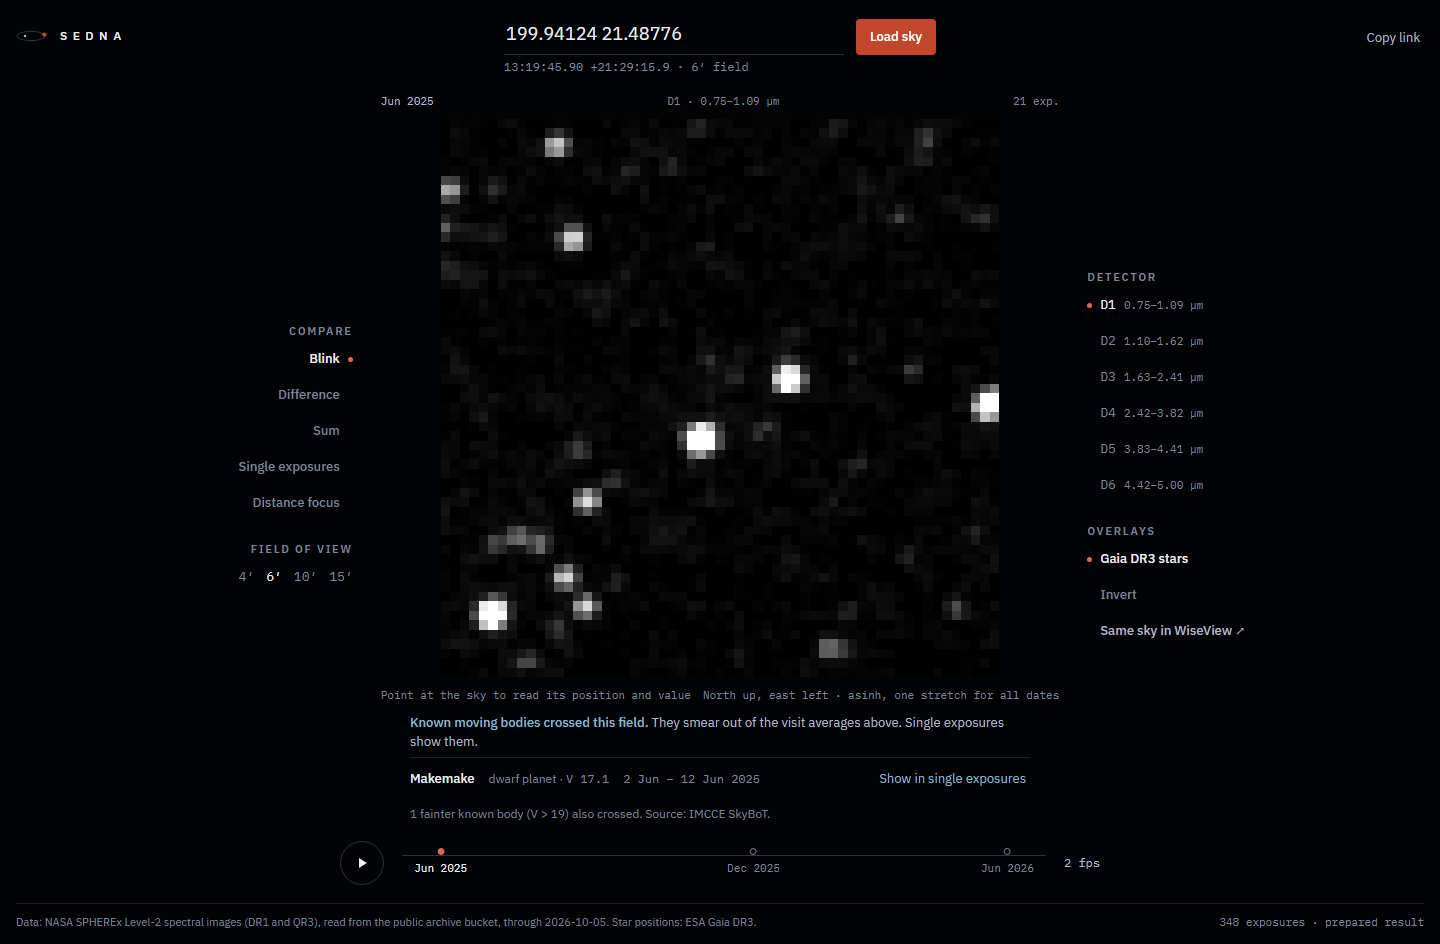 SEDNA
199.94124 21.48776
Load sky
Copy link
13:19:45.90 +21:29:15.9 · 6′ field
Jun 2025
D1 · 0.75–1.09 µm
21 exp.
COMPARE
Blink
Difference
Sum
Single exposures
Distance focus
FIELD OF VIEW
4′ 6′ 10′ 15′
DETECTOR
D1 0.75–1.09 µm
D2 1.10–1.62 µm
D3 1.63–2.41 µm
D4 2.42–3.82 µm
D5 3.83–4.41 µm
D6 4.42–5.00 µm
OVERLAYS
Gaia DR3 stars
Invert
Same sky in WiseView ↗
Point at the sky to read its position and value
North up, east left · asinh, one stretch for all dates
Known moving bodies crossed this field. They smear out of the visit averages above. Single exposures
show them.
Makemake dwarf planet · V 17.1 2 Jun – 12 Jun 2025
Show in single exposures
1 fainter known body (V > 19) also crossed. Source: IMCCE SkyBoT.
Jun 2025
Dec 2025
Jun 2026
2 fps
Data: NASA SPHEREx Level-2 spectral images (DR1 and QR3), read from the public archive bucket, through 2026-10-05. Star positions: ESA Gaia DR3.
348 exposures · prepared result